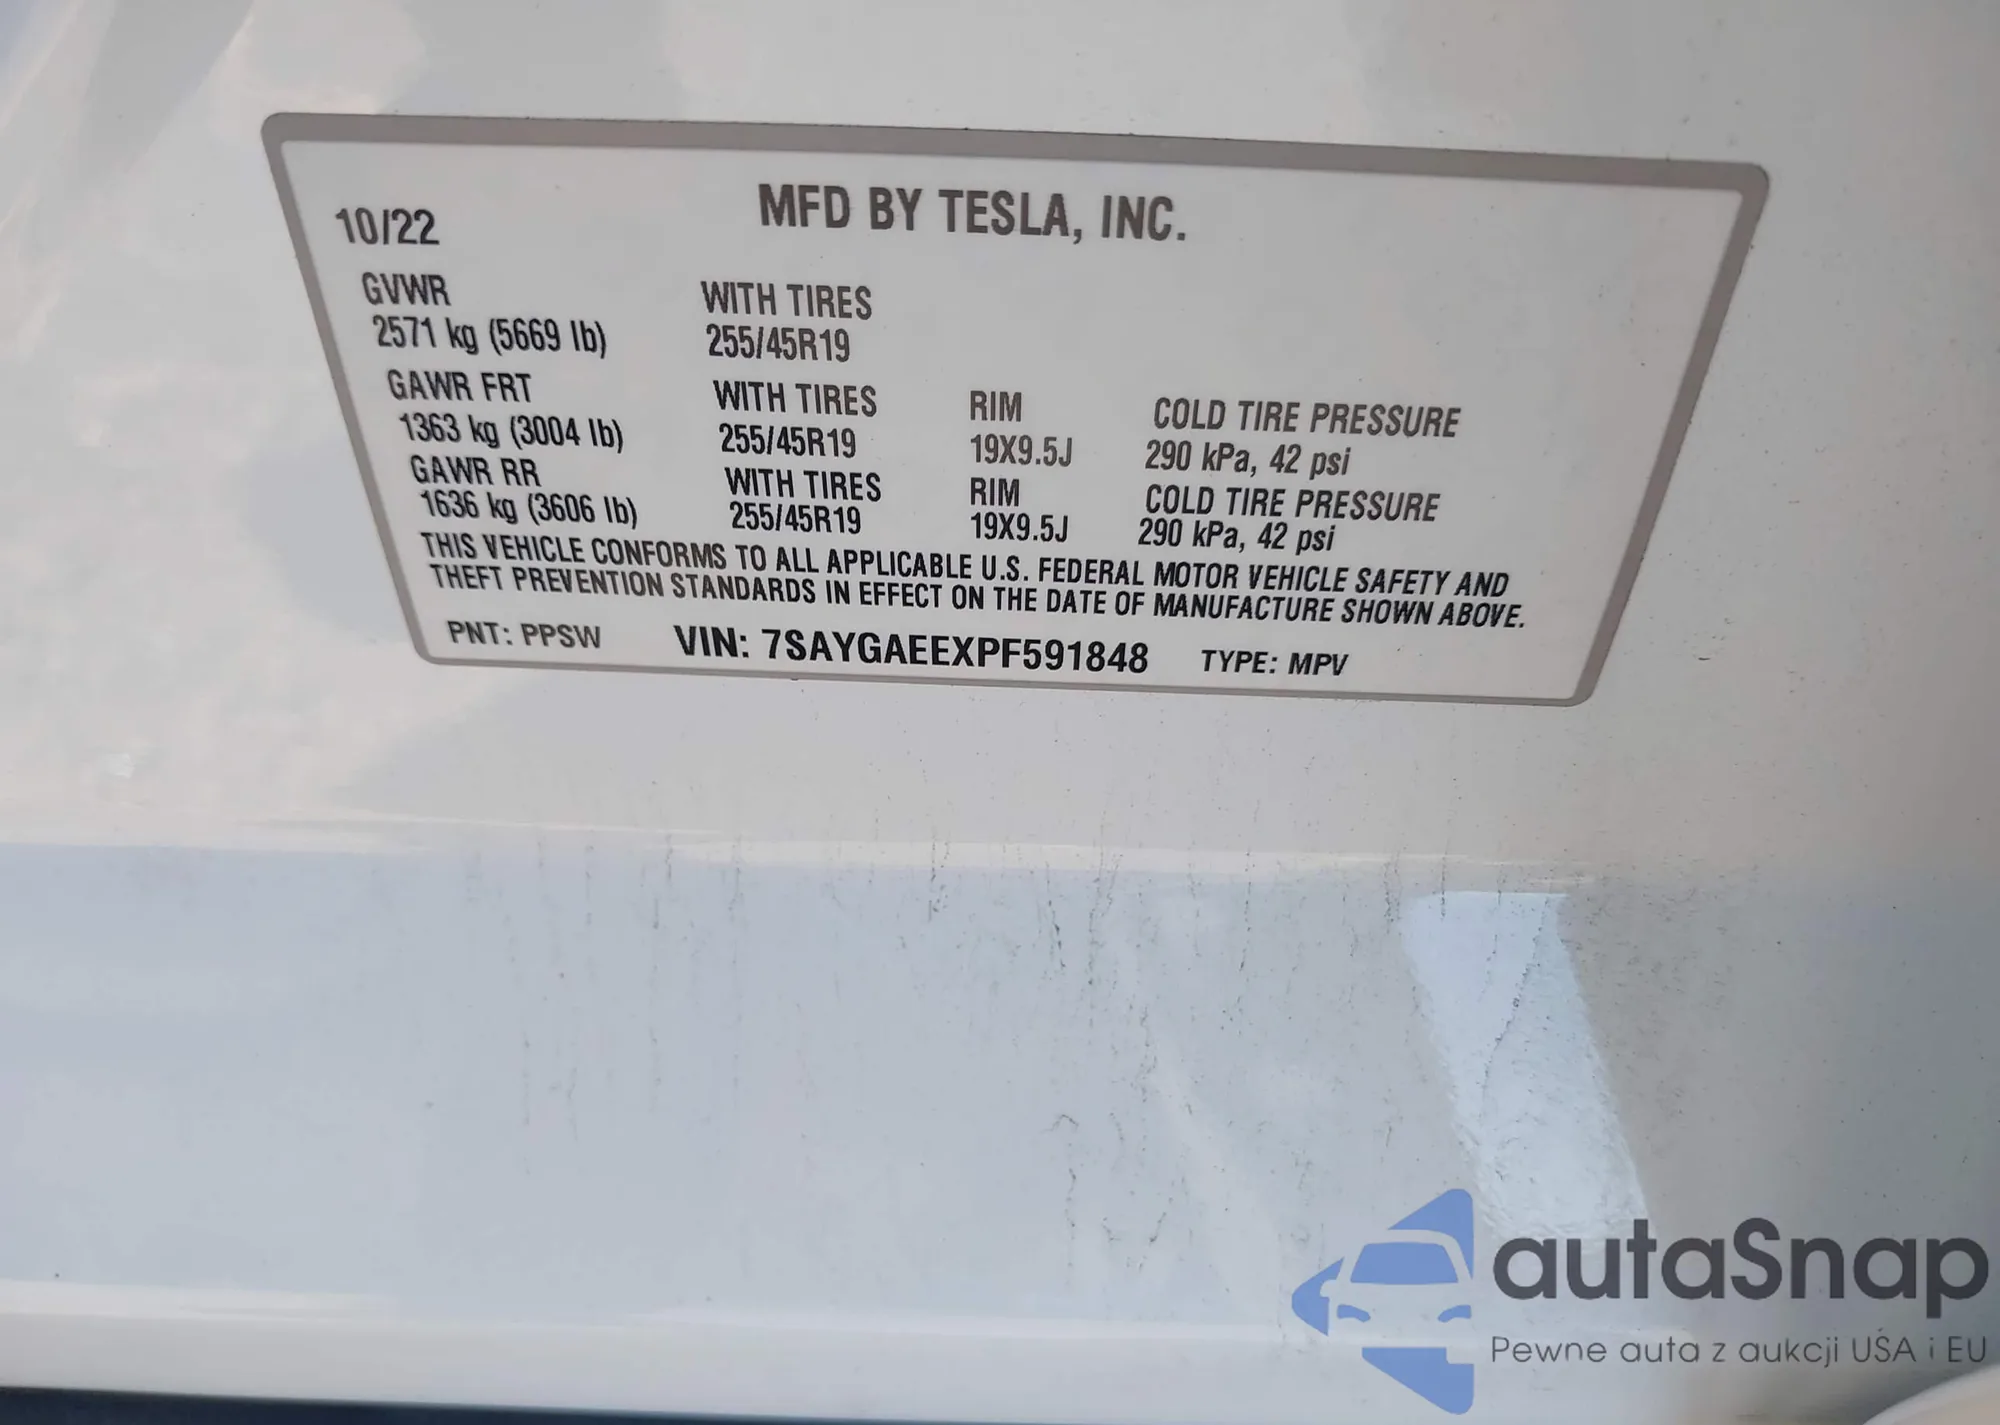 MFD BY TESLA, INC.
10/22
GVWR WITH TIRES
2571 kg (5669 lb) 255/45R19
GAWR FRT WITH TIRES RIM COLD TIRE PRESSURE
1363 kg (3004 lb) 255/45R19 19X9.5J 290 kPa, 42 psi
GAWR RR WITH TIRES RIM COLD TIRE PRESSURE
1636 kg (3606 lb) 255/45R19 19X9.5J 290 kPa, 42 psi
THIS VEHICLE CONFORMS TO ALL APPLICABLE U.S. FEDERAL MOTOR VEHICLE SAFETY AND
THEFT PREVENTION STANDARDS IN EFFECT ON THE DATE OF MANUFACTURE SHOWN ABOVE.
PNT: PPSW VIN: 7SAYGAEEXPF591848 TYPE: MPV
autaSnap
Pewne auta z aukcji USA i EU